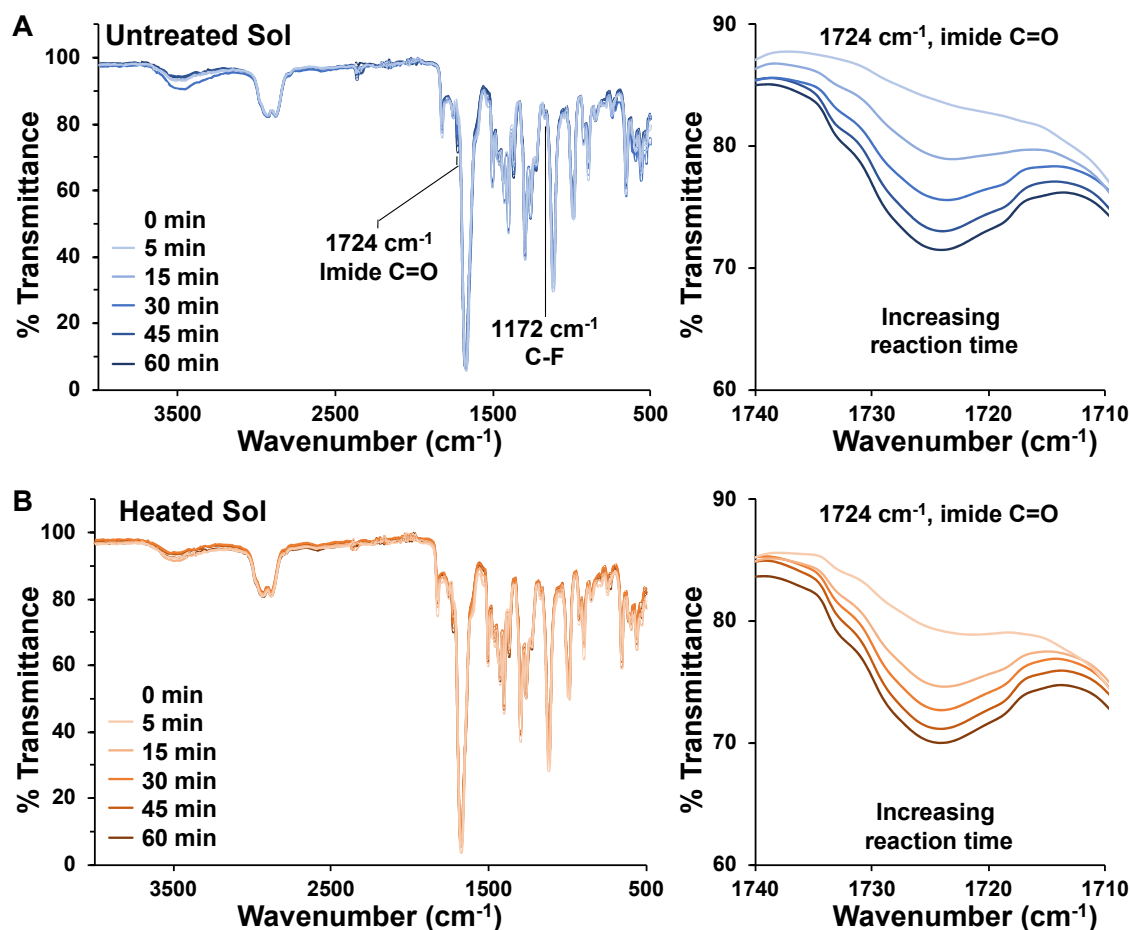 A
Untreated Sol
% Transmittance
100
80
60
40
20
0
0 min
5 min
15 min
30 min
45 min
60 min
1724 cm⁻¹
Imide C=O
1172 cm⁻¹
C-F
3500 2500 1500 500
Wavenumber (cm⁻¹)
% Transmittance
90
80
70
60
1724 cm⁻¹, imide C=O
Increasing
reaction time
1740 1730 1720 1710
Wavenumber (cm⁻¹)
B
Heated Sol
% Transmittance
100
80
60
40
20
0
0 min
5 min
15 min
30 min
45 min
60 min
3500 2500 1500 500
Wavenumber (cm⁻¹)
% Transmittance
90
80
70
60
1724 cm⁻¹, imide C=O
Increasing
reaction time
1740 1730 1720 1710
Wavenumber (cm⁻¹)